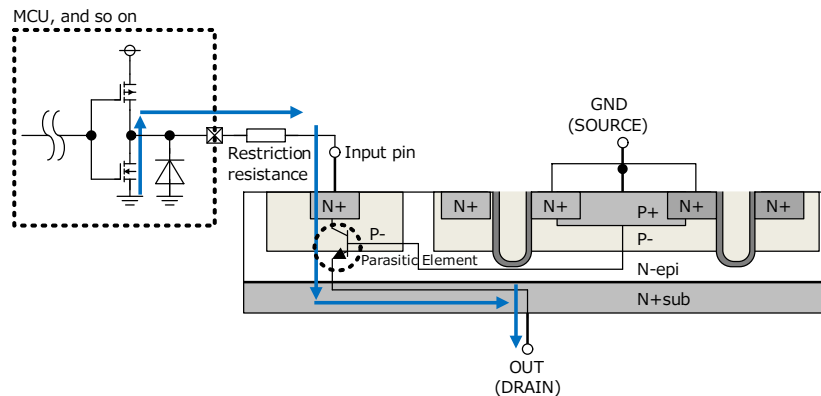 MCU, and so on
GND
(SOURCE)
Restriction
resistance
Input pin
N+
N+
N+
P+
N+
N+
P-
P-
Parasitic Element
N-epi
N+sub
OUT
(DRAIN)